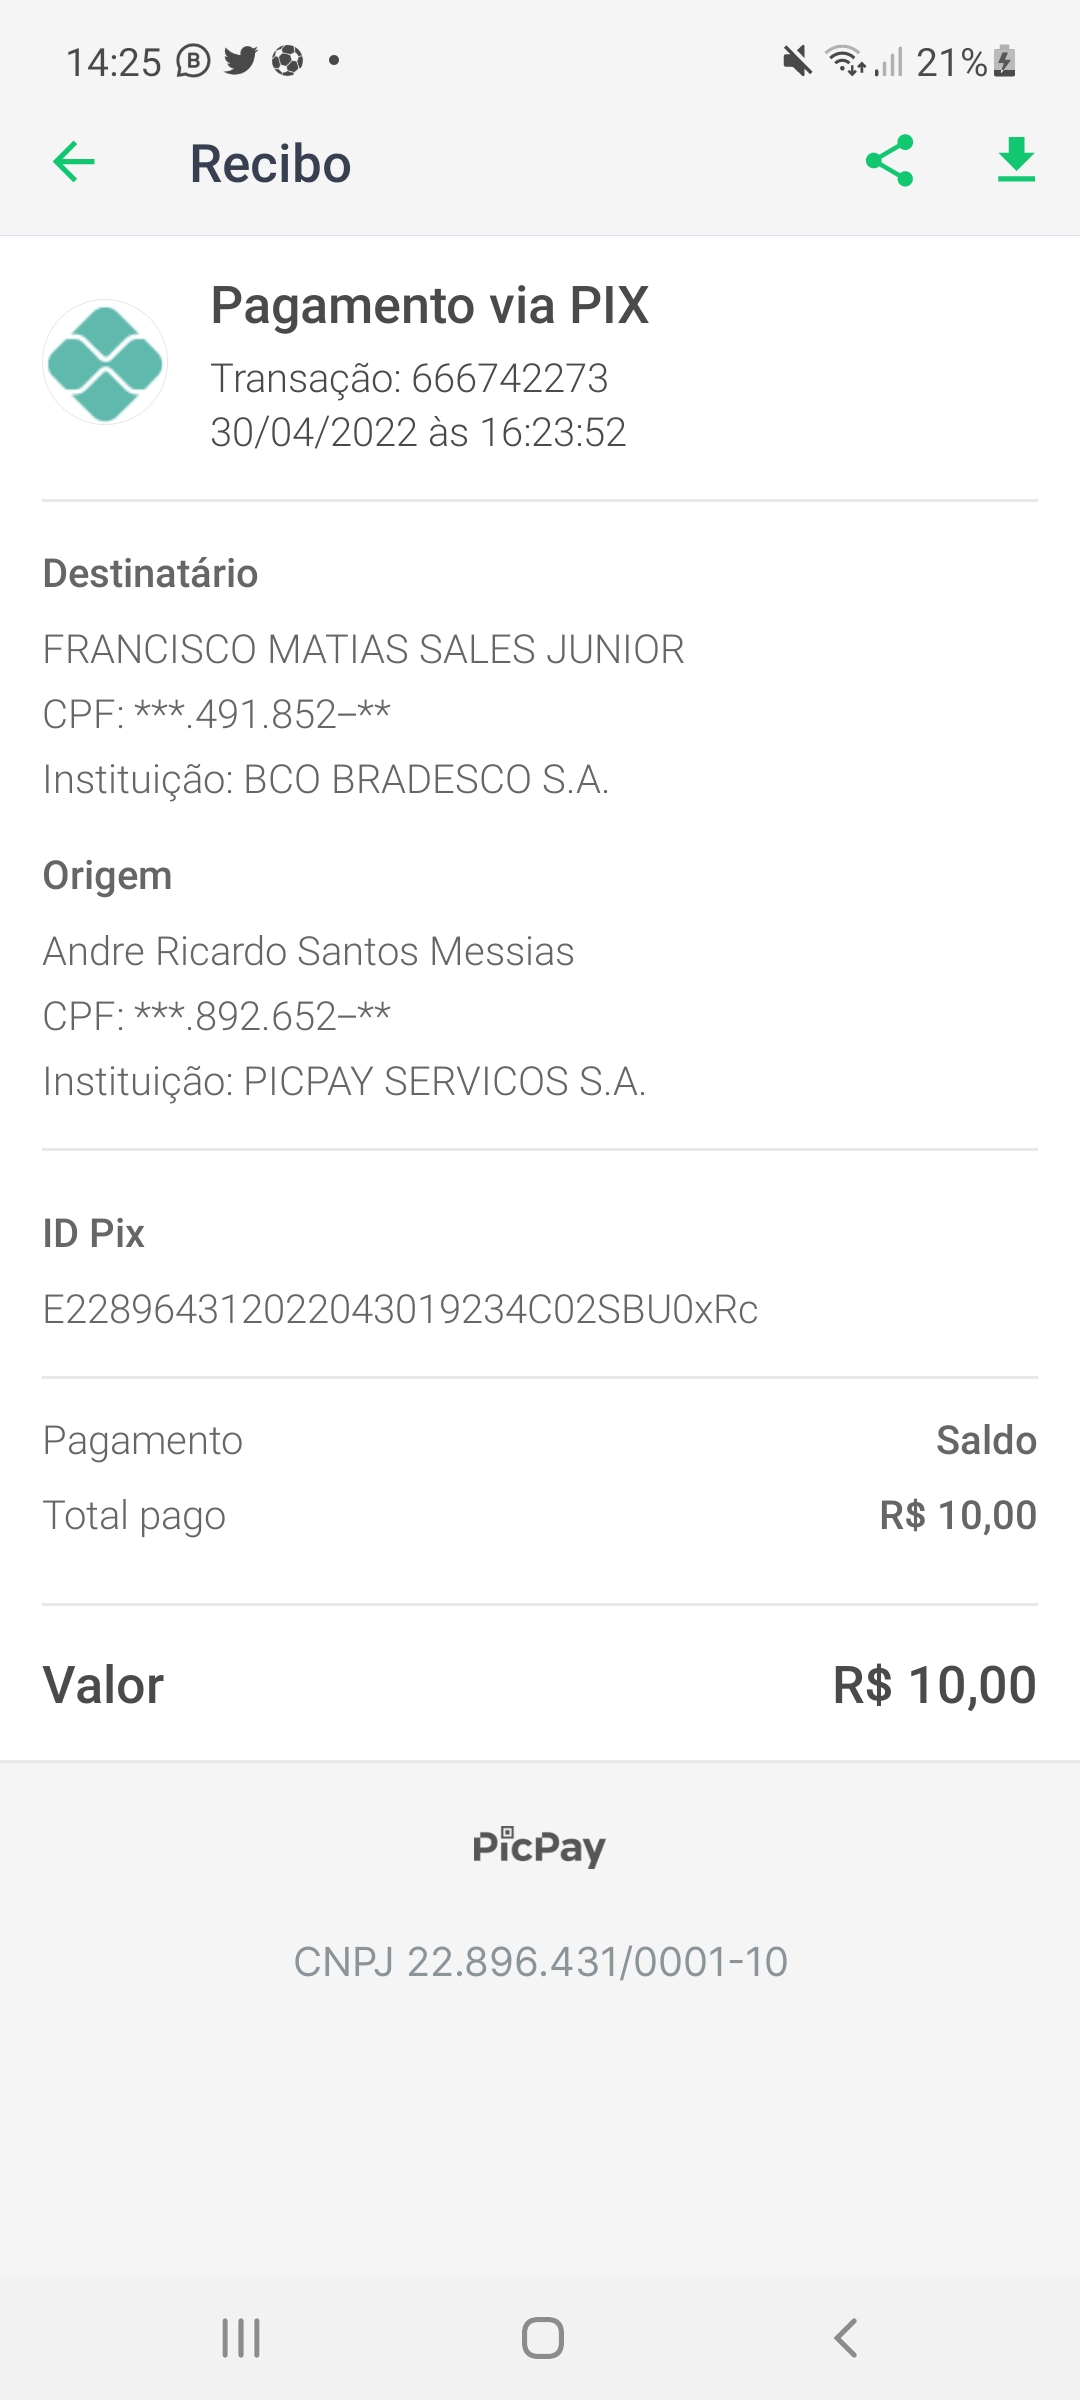 14:25
21%
Recibo
Pagamento via PIX
Transação: 666742273
30/04/2022 às 16:23:52
Destinatário
FRANCISCO MATIAS SALES JUNIOR
CPF: ***.491.852–**
Instituição: BCO BRADESCO S.A.
Origem
Andre Ricardo Santos Messias
CPF: ***.892.652–**
Instituição: PICPAY SERVICOS S.A.
ID Pix
E22896431202204301923​4C02SBU0xRc
Pagamento Saldo
Total pago R$ 10,00
Valor R$ 10,00
PicPay
CNPJ 22.896.431/0001-10